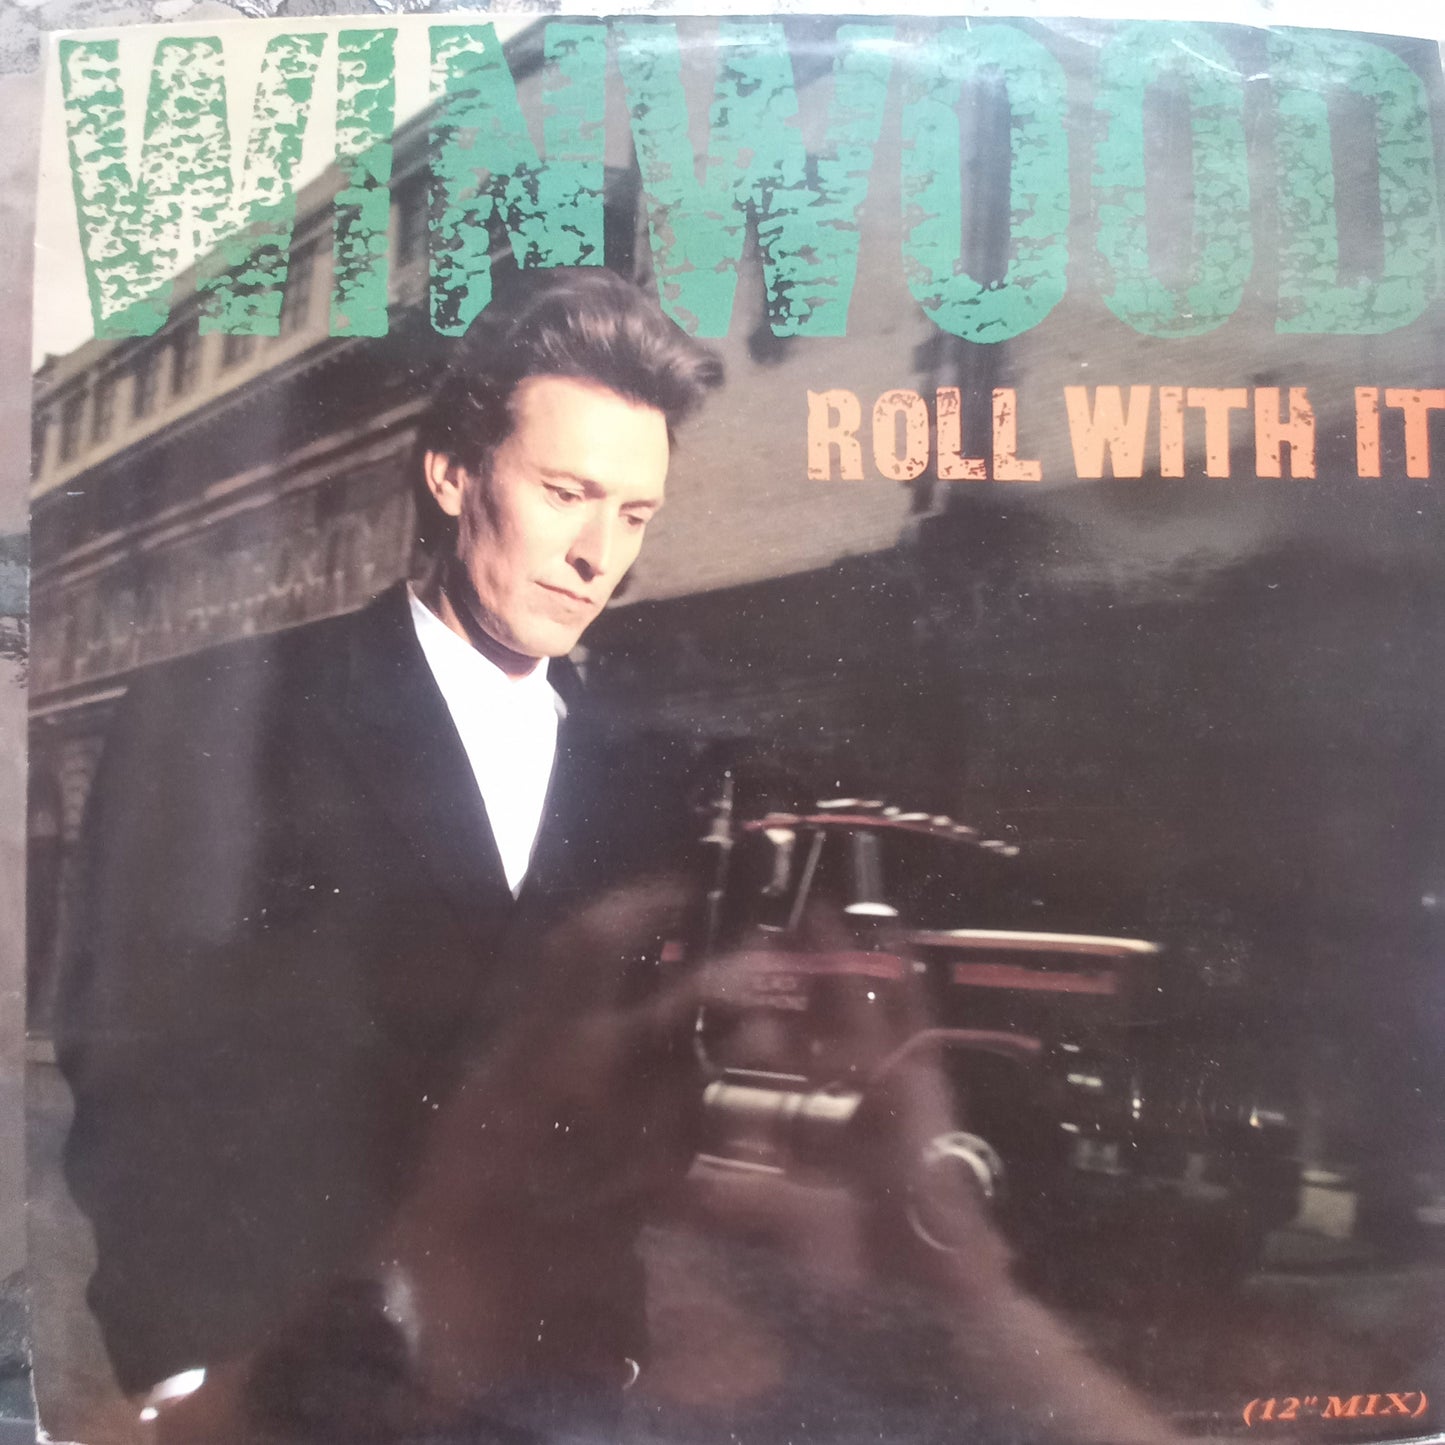 WINWOOD
ROLL WITH IT
(12" MIX)